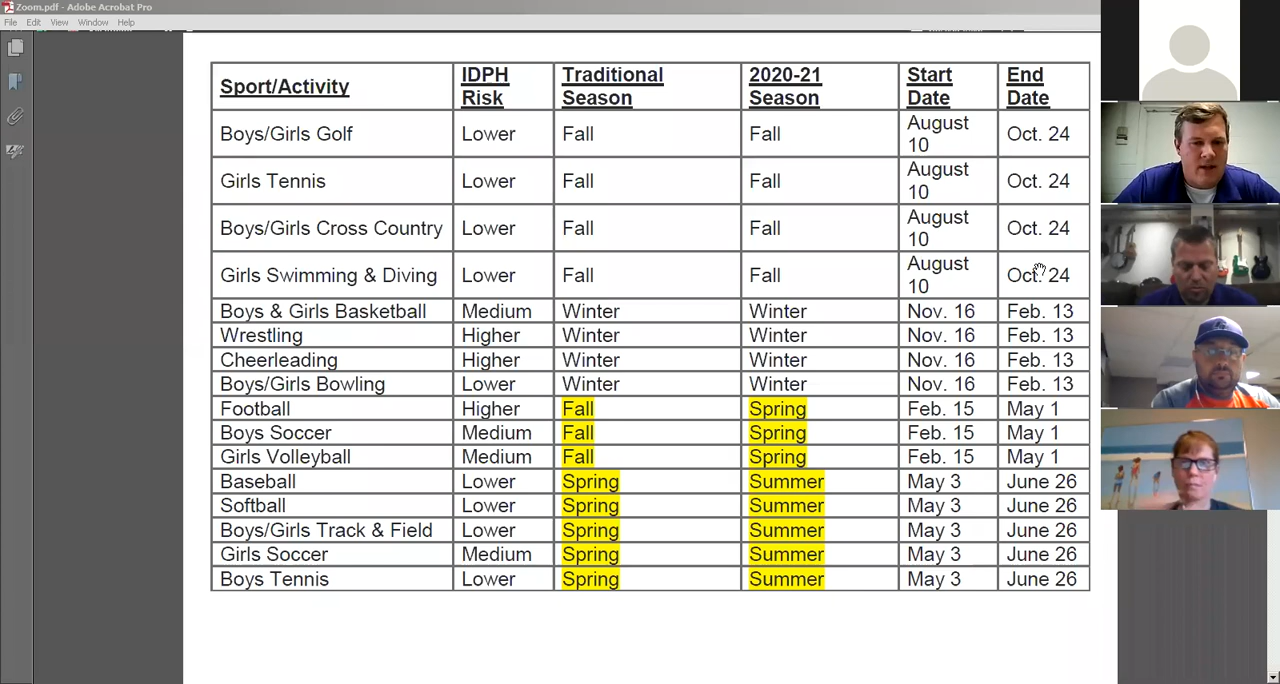 Zoom.pdf - Adobe Acrobat Pro
File Edit View Window Help
Sport/Activity IDPH Risk Traditional Season 2020-21 Season Start Date End Date
Boys/Girls Golf Lower Fall Fall August 10 Oct. 24
Girls Tennis Lower Fall Fall August 10 Oct. 24
Boys/Girls Cross Country Lower Fall Fall August 10 Oct. 24
Girls Swimming & Diving Lower Fall Fall August 10 Oct. 24
Boys & Girls Basketball Medium Winter Winter Nov. 16 Feb. 13
Wrestling Higher Winter Winter Nov. 16 Feb. 13
Cheerleading Higher Winter Winter Nov. 16 Feb. 13
Boys/Girls Bowling Lower Winter Winter Nov. 16 Feb. 13
Football Higher Fall Spring Feb. 15 May 1
Boys Soccer Medium Fall Spring Feb. 15 May 1
Girls Volleyball Medium Fall Spring Feb. 15 May 1
Baseball Lower Spring Summer May 3 June 26
Softball Lower Spring Summer May 3 June 26
Boys/Girls Track & Field Lower Spring Summer May 3 June 26
Girls Soccer Medium Spring Summer May 3 June 26
Boys Tennis Lower Spring Summer May 3 June 26